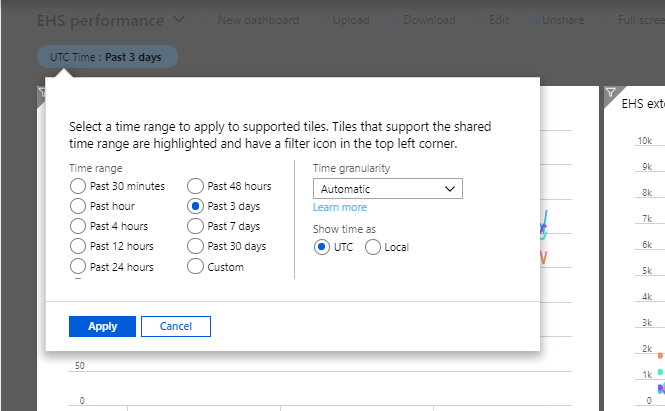 EHS performance
New dashboard
Upload
Download
Edit
Unshare
Full scree
UTC Time : Past 3 days
Select a time range to apply to supported tiles. Tiles that support the shared
time range are highlighted and have a filter icon in the top left corner.
Time range
Past 30 minutes
Past hour
Past 4 hours
Past 12 hours
Past 24 hours
Past 48 hours
Past 3 days
Past 7 days
Past 30 days
Custom
Time granularity
Automatic
Learn more
Show time as
UTC
Local
Apply
Cancel
50
0
EHS exte
10k
9k
8k
7k
6k
5k
4k
3k
2k
1k
0